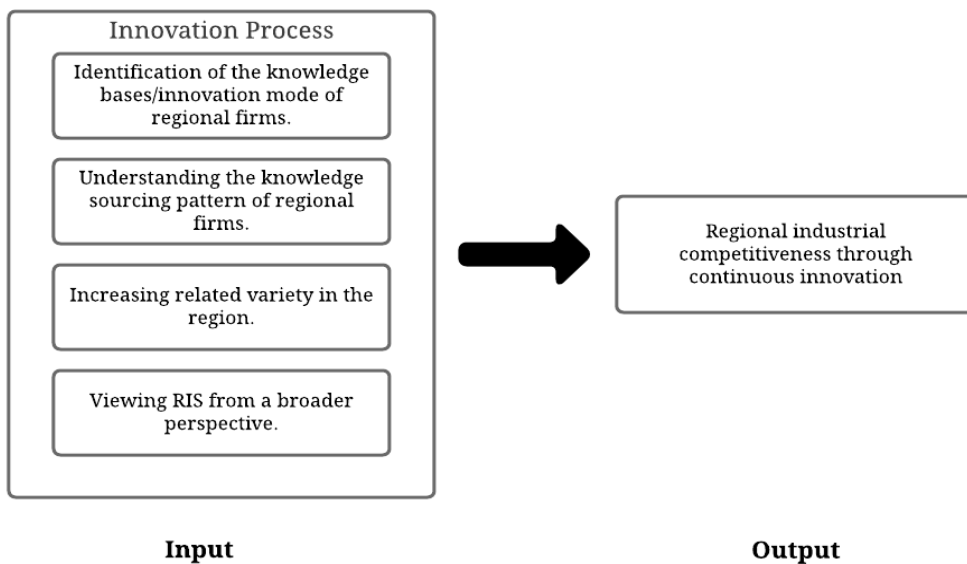 Innovation Process
Identification of the knowledge
bases/innovation mode of
regional firms.
Understanding the knowledge
sourcing pattern of regional
firms.
Increasing related variety in the
region.
Viewing RIS from a broader
perspective.
Regional industrial
competitiveness through
continuous innovation
Input
Output